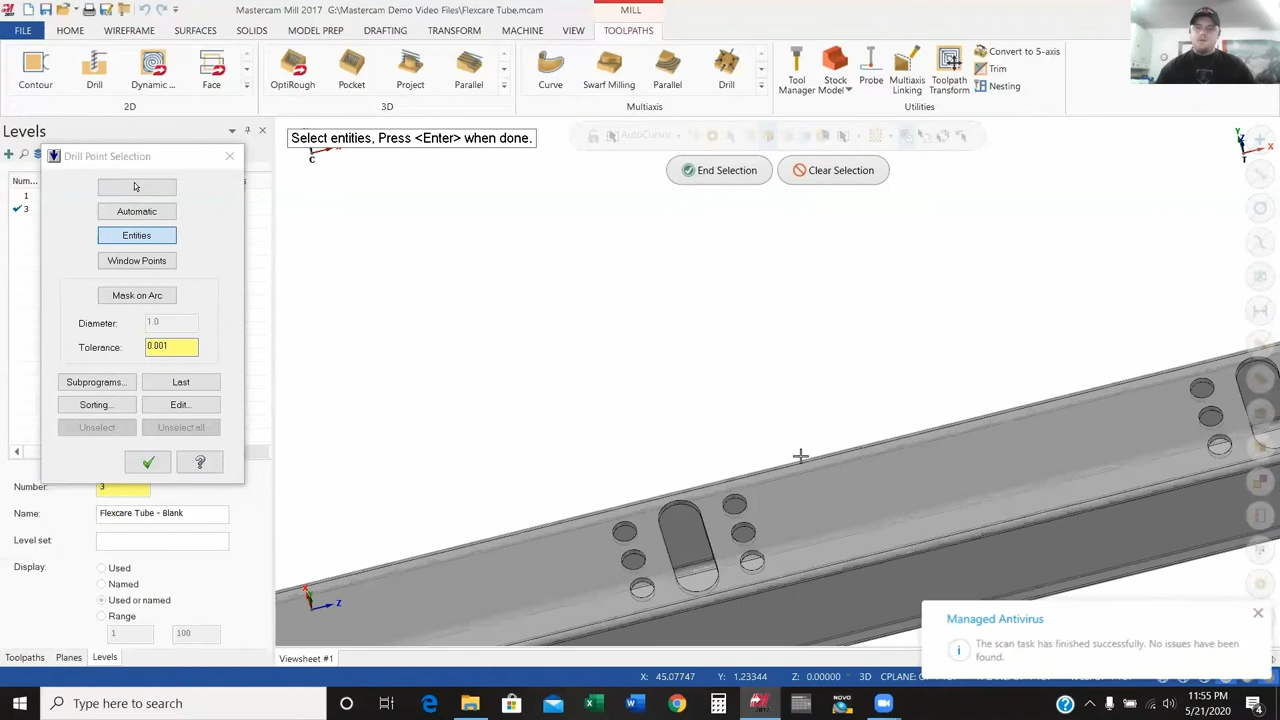 Mastercam Mill 2017 G:\Mastercam Demo Video Files\Flexcare Tube.mcam
MILL
FILE HOME WIREFRAME SURFACES SOLIDS MODEL PREP DRAFTING TRANSFORM MACHINE VIEW TOOLPATHS
Contour Drill Dynamic ... Face
OptiRough Pocket Project Parallel
Curve Swarf Milling Parallel
Tool Manager Stock Model Probe Multiaxis Linking Toolpath Transform
Convert to 5-axis
Trim
Nesting
2D 3D Multiaxis Utilities
Levels
Select entities, Press <Enter> when done.
AutoCursor
End Selection Clear Selection
Drill Point Selection
Automatic
Entities
Window Points
Mask on Arc
Diameter: 1.0
Tolerance: 0.001
Subprograms... Last
Sorting... Edit...
Unselect Unselect all
Num...
1
3
Number: 3
Name: Flexcare Tube - Blank
Level set:
Display: Used
Named
Used or named
Range
1 100
Toolpaths Planes Levels
Viewsheet #1
C
T
Y
Z
X
X
Y
Z
Managed Antivirus
The scan task has finished successfully. No issues have been
found.
X: 45.07747 Y: 1.23344 Z: 0.00000 3D
Type here to search
11:55 PM
5/21/2020